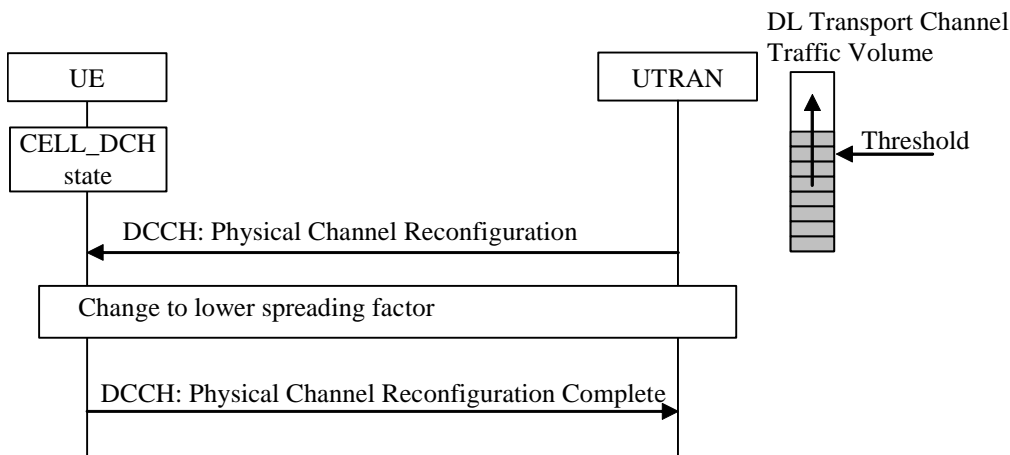 DL Transport Channel
Traffic Volume
UE
UTRAN
CELL_DCH
state
Threshold
DCCH: Physical Channel Reconfiguration
Change to lower spreading factor
DCCH: Physical Channel Reconfiguration Complete